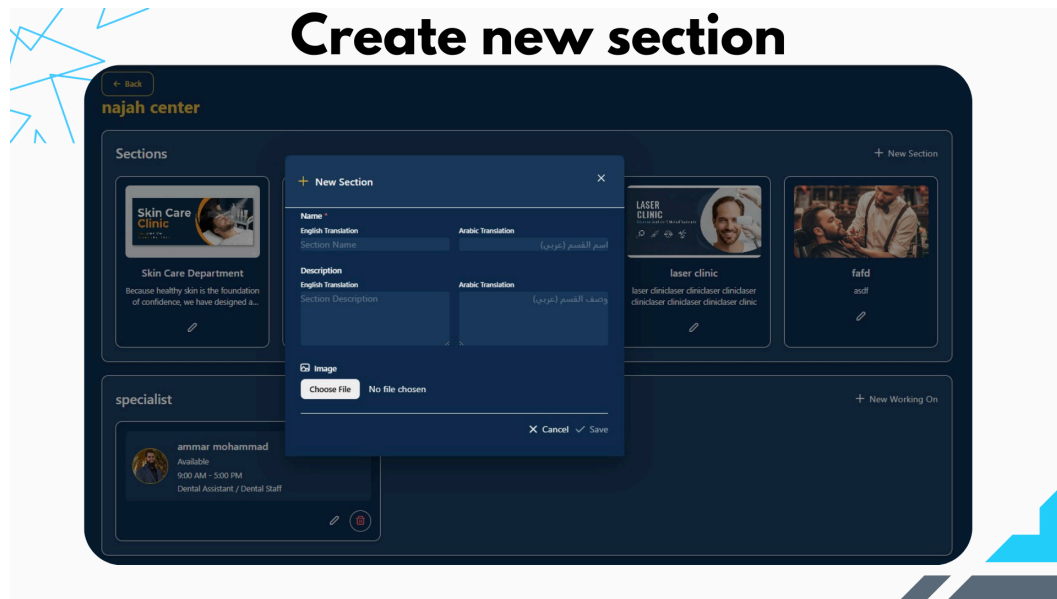 Create new section
← Back
najah center
Sections
+ New Section
+ New Section
×
Name *
English Translation
Arabic Translation
Section Name
اسم القسم (عربي)
Description
English Translation
Arabic Translation
Section Description
وصف القسم (عربي)
Image
Choose File No file chosen
× Cancel ✓ Save
Skin Care
Clinic
Skin Care Department
Because healthy skin is the foundation
of confidence, we have designed a...
LASER
CLINIC
laser clinic
laser cliniclaser cliniclaser cliniclaser
cliniclaser cliniclaser cliniclaser clinic
fafd
asdf
specialist
+ New Working On
ammar mohammad
Available
9:00 AM - 5:00 PM
Dental Assistant / Dental Staff